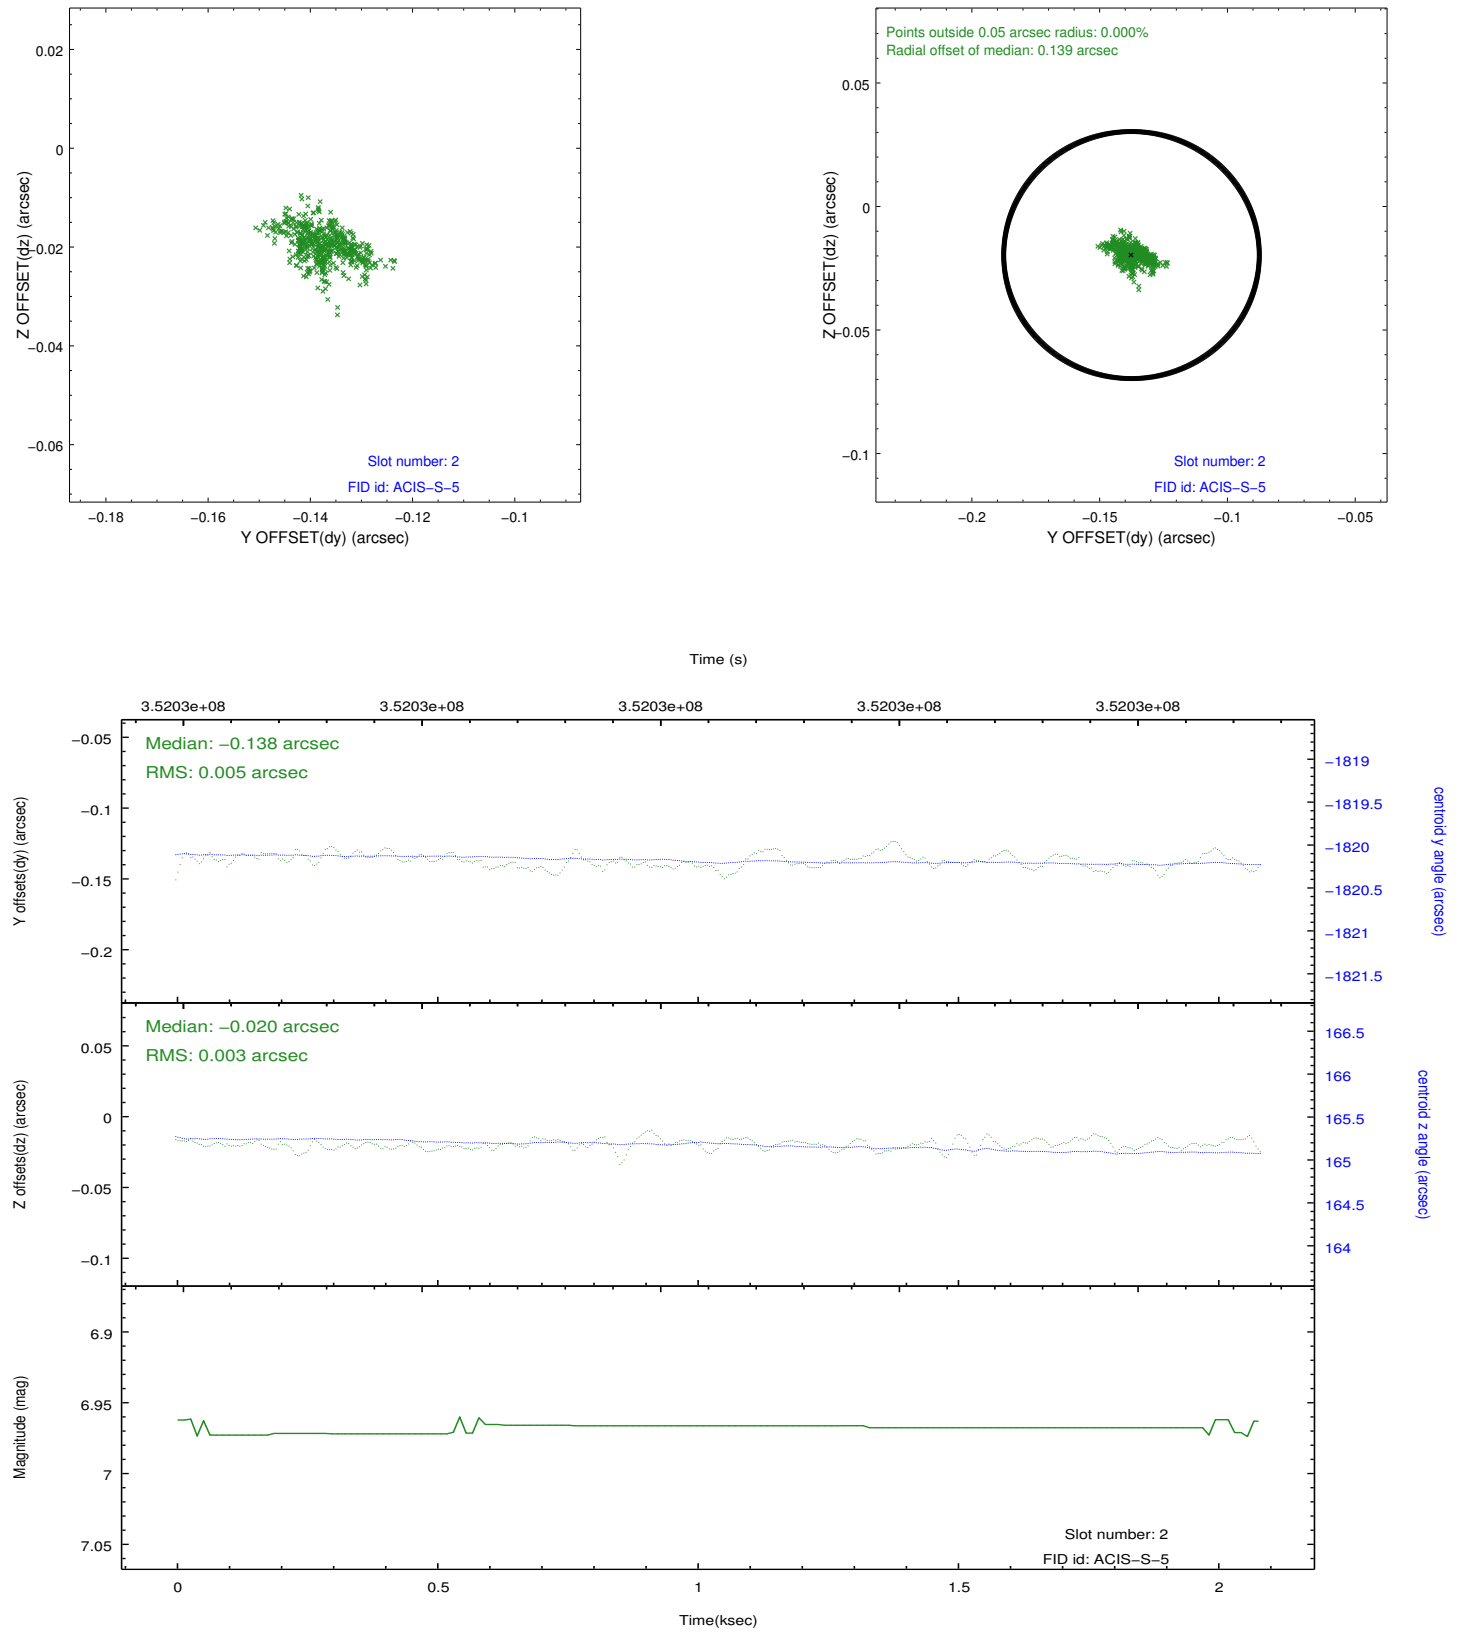 0.02
0
−0.02
−0.04
−0.06
Z OFFSET(dz) (arcsec)
Slot number: 2
FID id: ACIS−S−5
−0.18
−0.16
−0.14
−0.12
−0.1
Y OFFSET(dy) (arcsec)
Points outside 0.05 arcsec radius: 0.000%
Radial offset of median: 0.139 arcsec
0.05
0
−0.05
−0.1
Z OFFSET(dz) (arcsec)
Slot number: 2
FID id: ACIS−S−5
−0.2
−0.15
−0.1
−0.05
Y OFFSET(dy) (arcsec)
Time (s)
3.5203e+08
3.5203e+08
3.5203e+08
3.5203e+08
3.5203e+08
−0.05
−0.1
−0.15
−0.2
Y offsets(dy) (arcsec)
Median: −0.138 arcsec
RMS: 0.005 arcsec
−1819
−1819.5
−1820
−1820.5
−1821
−1821.5
centroid y angle (arcsec)
0.05
0
−0.05
−0.1
Z offsets(dz) (arcsec)
Median: −0.020 arcsec
RMS: 0.003 arcsec
166.5
166
165.5
165
164.5
164
centroid z angle (arcsec)
6.9
6.95
7
7.05
Magnitude (mag)
Slot number: 2
FID id: ACIS−S−5
0
0.5
1
1.5
2
Time(ksec)